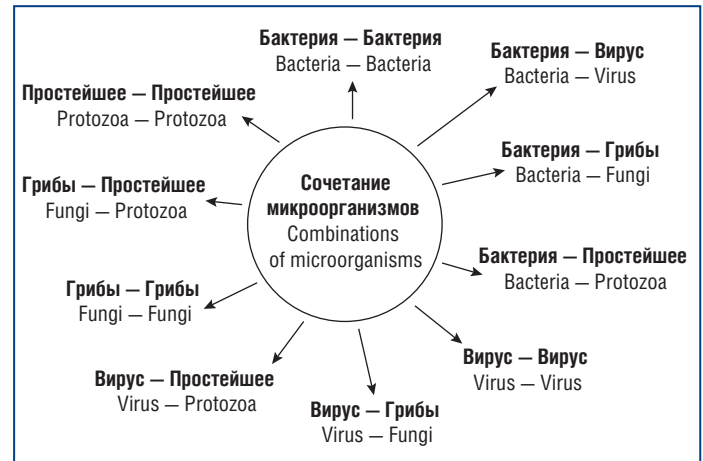 Бактерия — Бактерия
Bacteria — Bacteria
Бактерия — Вирус
Bacteria — Virus
Бактерия — Грибы
Bacteria — Fungi
Бактерия — Простейшее
Bacteria — Protozoa
Вирус — Вирус
Virus — Virus
Вирус — Грибы
Virus — Fungi
Вирус — Простейшее
Virus — Protozoa
Грибы — Грибы
Fungi — Fungi
Грибы — Простейшее
Fungi — Protozoa
Простейшее — Простейшее
Protozoa — Protozoa
Сочетание
микроорганизмов
Combinations
of microorganisms